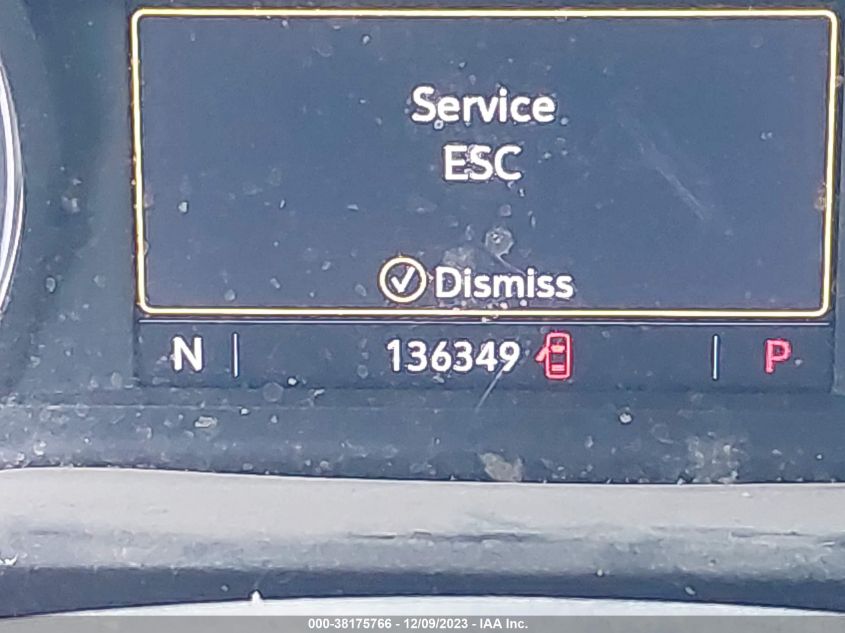 Service
ESC
Dismiss
N 136349 P
000-38175766 - 12/09/2023 - IAA Inc.